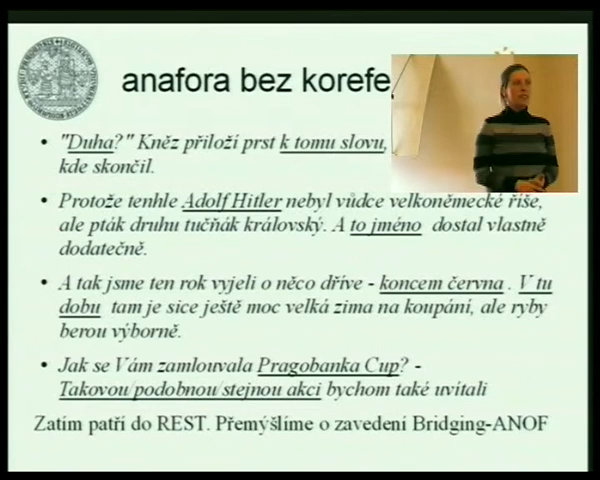 anafora bez korefe
• "Duha?" Kněz přiloží prst k tomu slovu,
kde skončil.
• Protože tenhle Adolf Hitler nebyl vůdce velkoněmecké říše,
ale pták druhu tučňák královský. A to jméno dostal vlastně
dodatečně.
• A tak jsme ten rok vyjeli o něco dříve - koncem června . V tu
dobu tam je sice ještě moc velká zima na koupání, ale ryby
berou výborně.
• Jak se Vám zamlouvala Pragobanka Cup? -
Takovou/podobnou/stejnou akci bychom také uvítali
Zatím patří do REST. Přemýšlíme o zavedení Bridging-ANOF